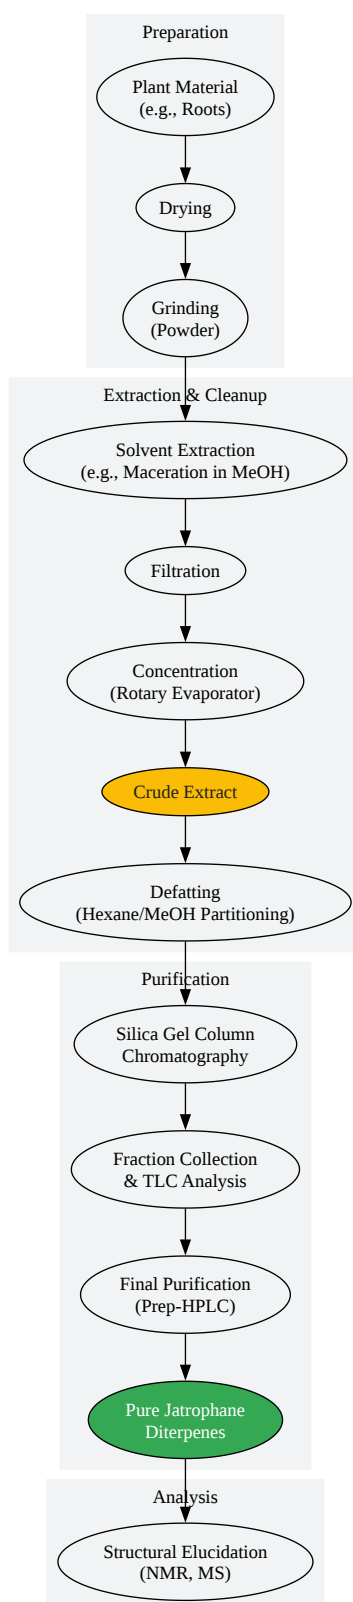 Preparation
Plant Material
(e.g., Roots)
Drying
Grinding
(Powder)
Extraction & Cleanup
Solvent Extraction
(e.g., Maceration in MeOH)
Filtration
Concentration
(Rotary Evaporator)
Crude Extract
Defatting
(Hexane/MeOH Partitioning)
Purification
Silica Gel Column
Chromatography
Fraction Collection
& TLC Analysis
Final Purification
(Prep-HPLC)
Pure Jatrophane
Diterpenes
Analysis
Structural Elucidation
(NMR, MS)